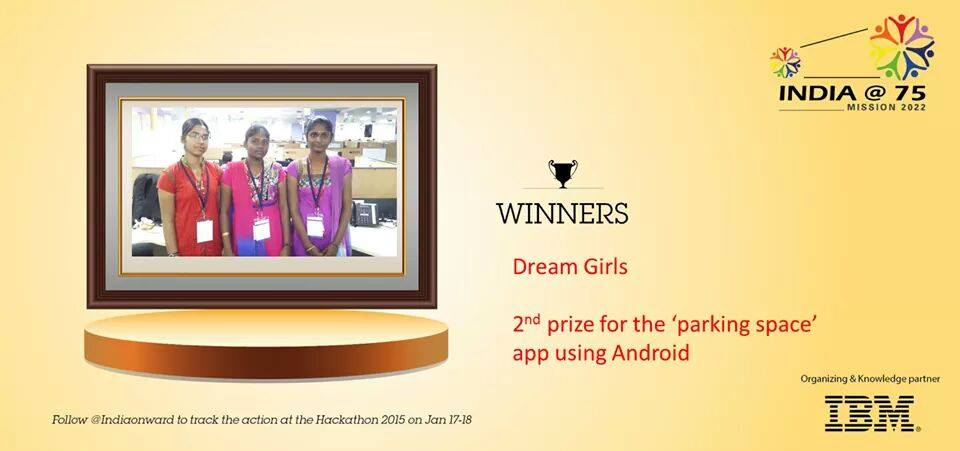 INDIA @ 75
MISSION 2022
WINNERS
Dream Girls
2nd prize for the ‘parking space’
app using Android
Organizing & Knowledge partner
IBM®
Follow @Indiaonward to track the action at the Hackathon 2015 on Jan 17-18